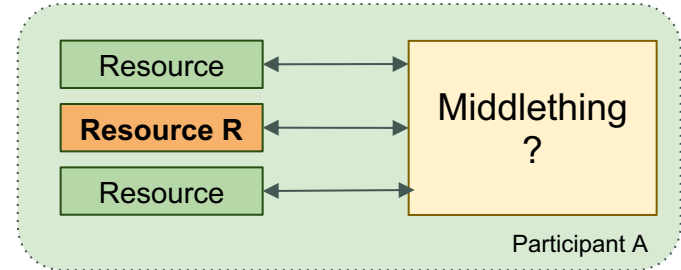 Resource
Resource R
Resource
Middlething
?
Participant A